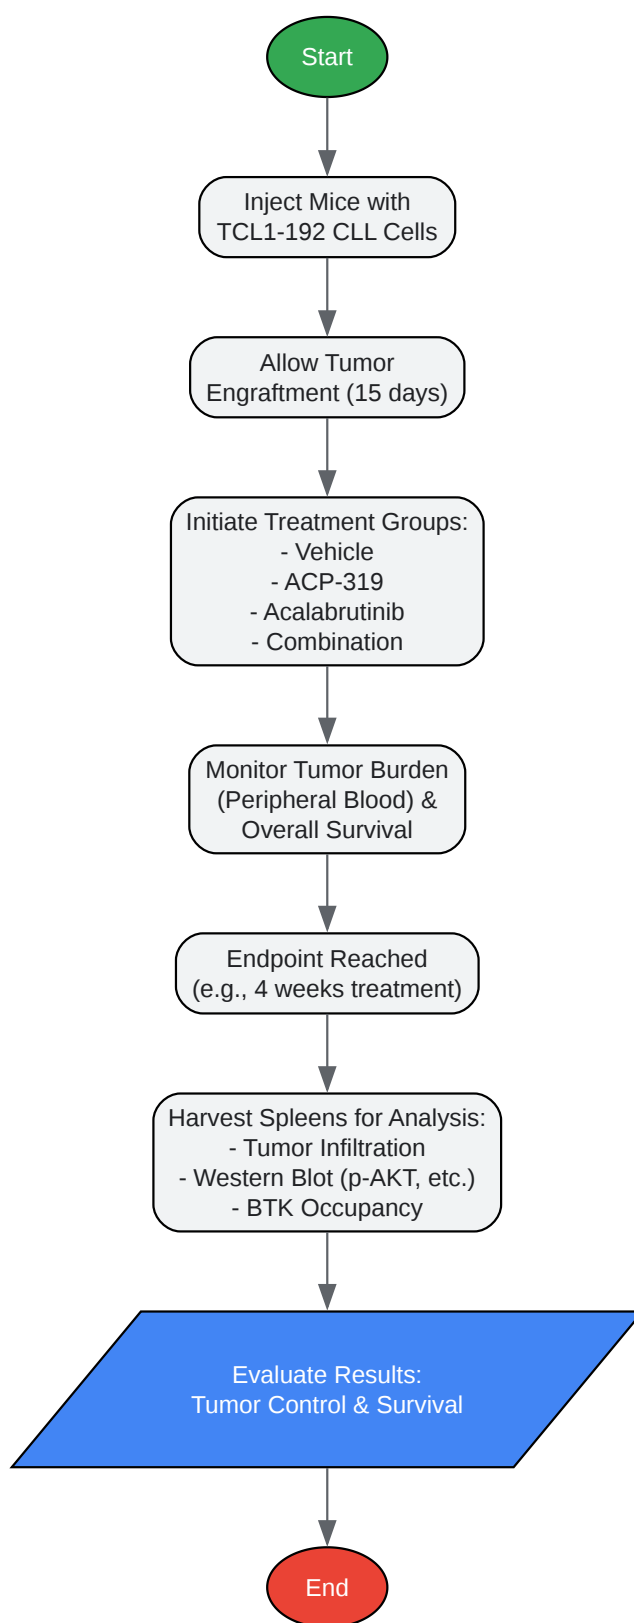 Start
Inject Mice with
TCL1-192 CLL Cells
Allow Tumor
Engraftment (15 days)
Initiate Treatment Groups:
- Vehicle
- ACP-319
- Acalabrutinib
- Combination
Monitor Tumor Burden
(Peripheral Blood) &
Overall Survival
Endpoint Reached
(e.g., 4 weeks treatment)
Harvest Spleens for Analysis:
- Tumor Infiltration
- Western Blot (p-AKT, etc.)
- BTK Occupancy
Evaluate Results:
Tumor Control & Survival
End